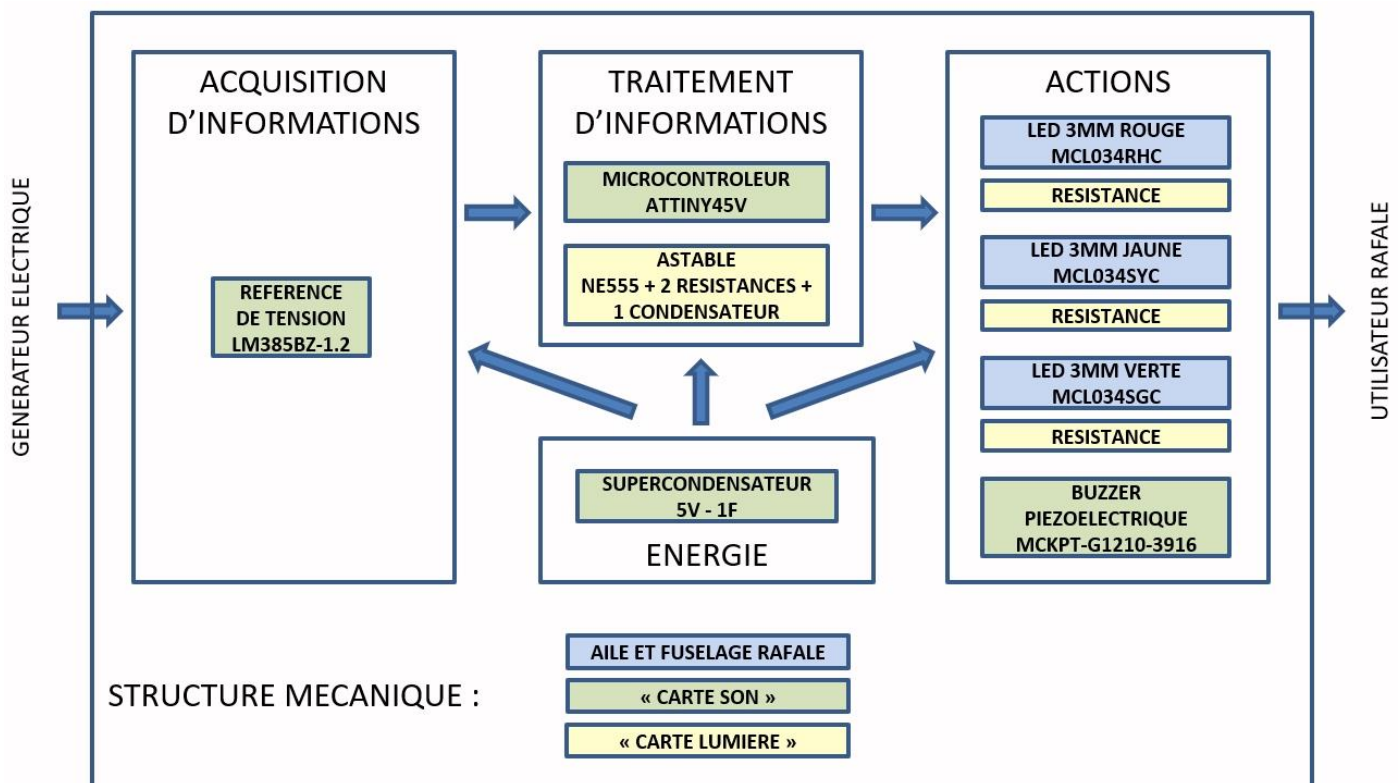 GENERATEUR ELECTRIQUE
ACQUISITION
D'INFORMATIONS
REFERENCE
DE TENSION
LM385BZ-1.2
TRAITEMENT
D'INFORMATIONS
MICROCONTROLEUR
ATTINY45V
ASTABLE
NE555 + 2 RESISTANCES +
1 CONDENSATEUR
SUPERCONDENSATEUR
5V - 1F
ENERGIE
ACTIONS
LED 3MM ROUGE
MCL034RHC
RESISTANCE
LED 3MM JAUNE
MCL034SYC
RESISTANCE
LED 3MM VERTE
MCL034SGC
RESISTANCE
BUZZER
PIEZOELECTRIQUE
MCKPT-G1210-3916
UTILISATEUR RAFALE
STRUCTURE MECANIQUE :
AILE ET FUSELAGE RAFALE
« CARTE SON »
« CARTE LUMIERE »